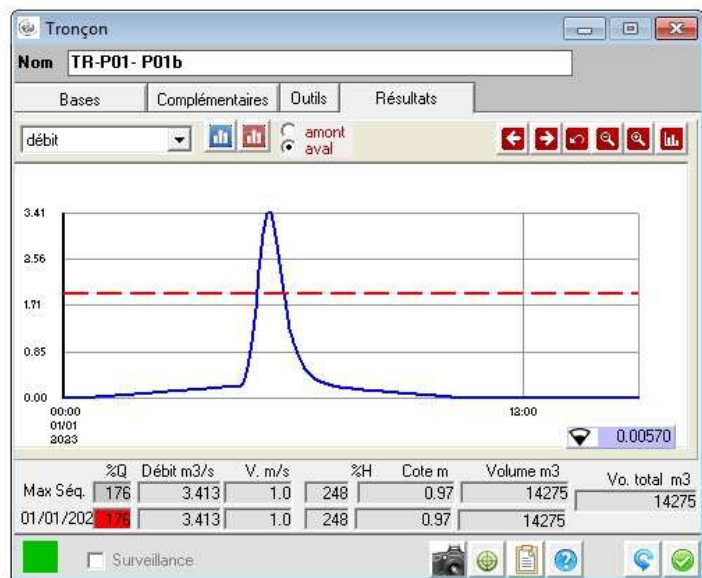 Tronçon
Nom TR-P01- P01b
Bases Complémentaires Outils Résultats
débit amont
aval
3.41
2.56
1.71
0.85
0.00
00:00 12:00
01/01
2023
0.00570
%Q Débit m3/s V. m/s %H Cote m Volume m3 Vo. total m3
Max Séq. 176 3.413 1.0 248 0.97 14275 14275
01/01/202 176 3.413 1.0 248 0.97 14275
Surveillance